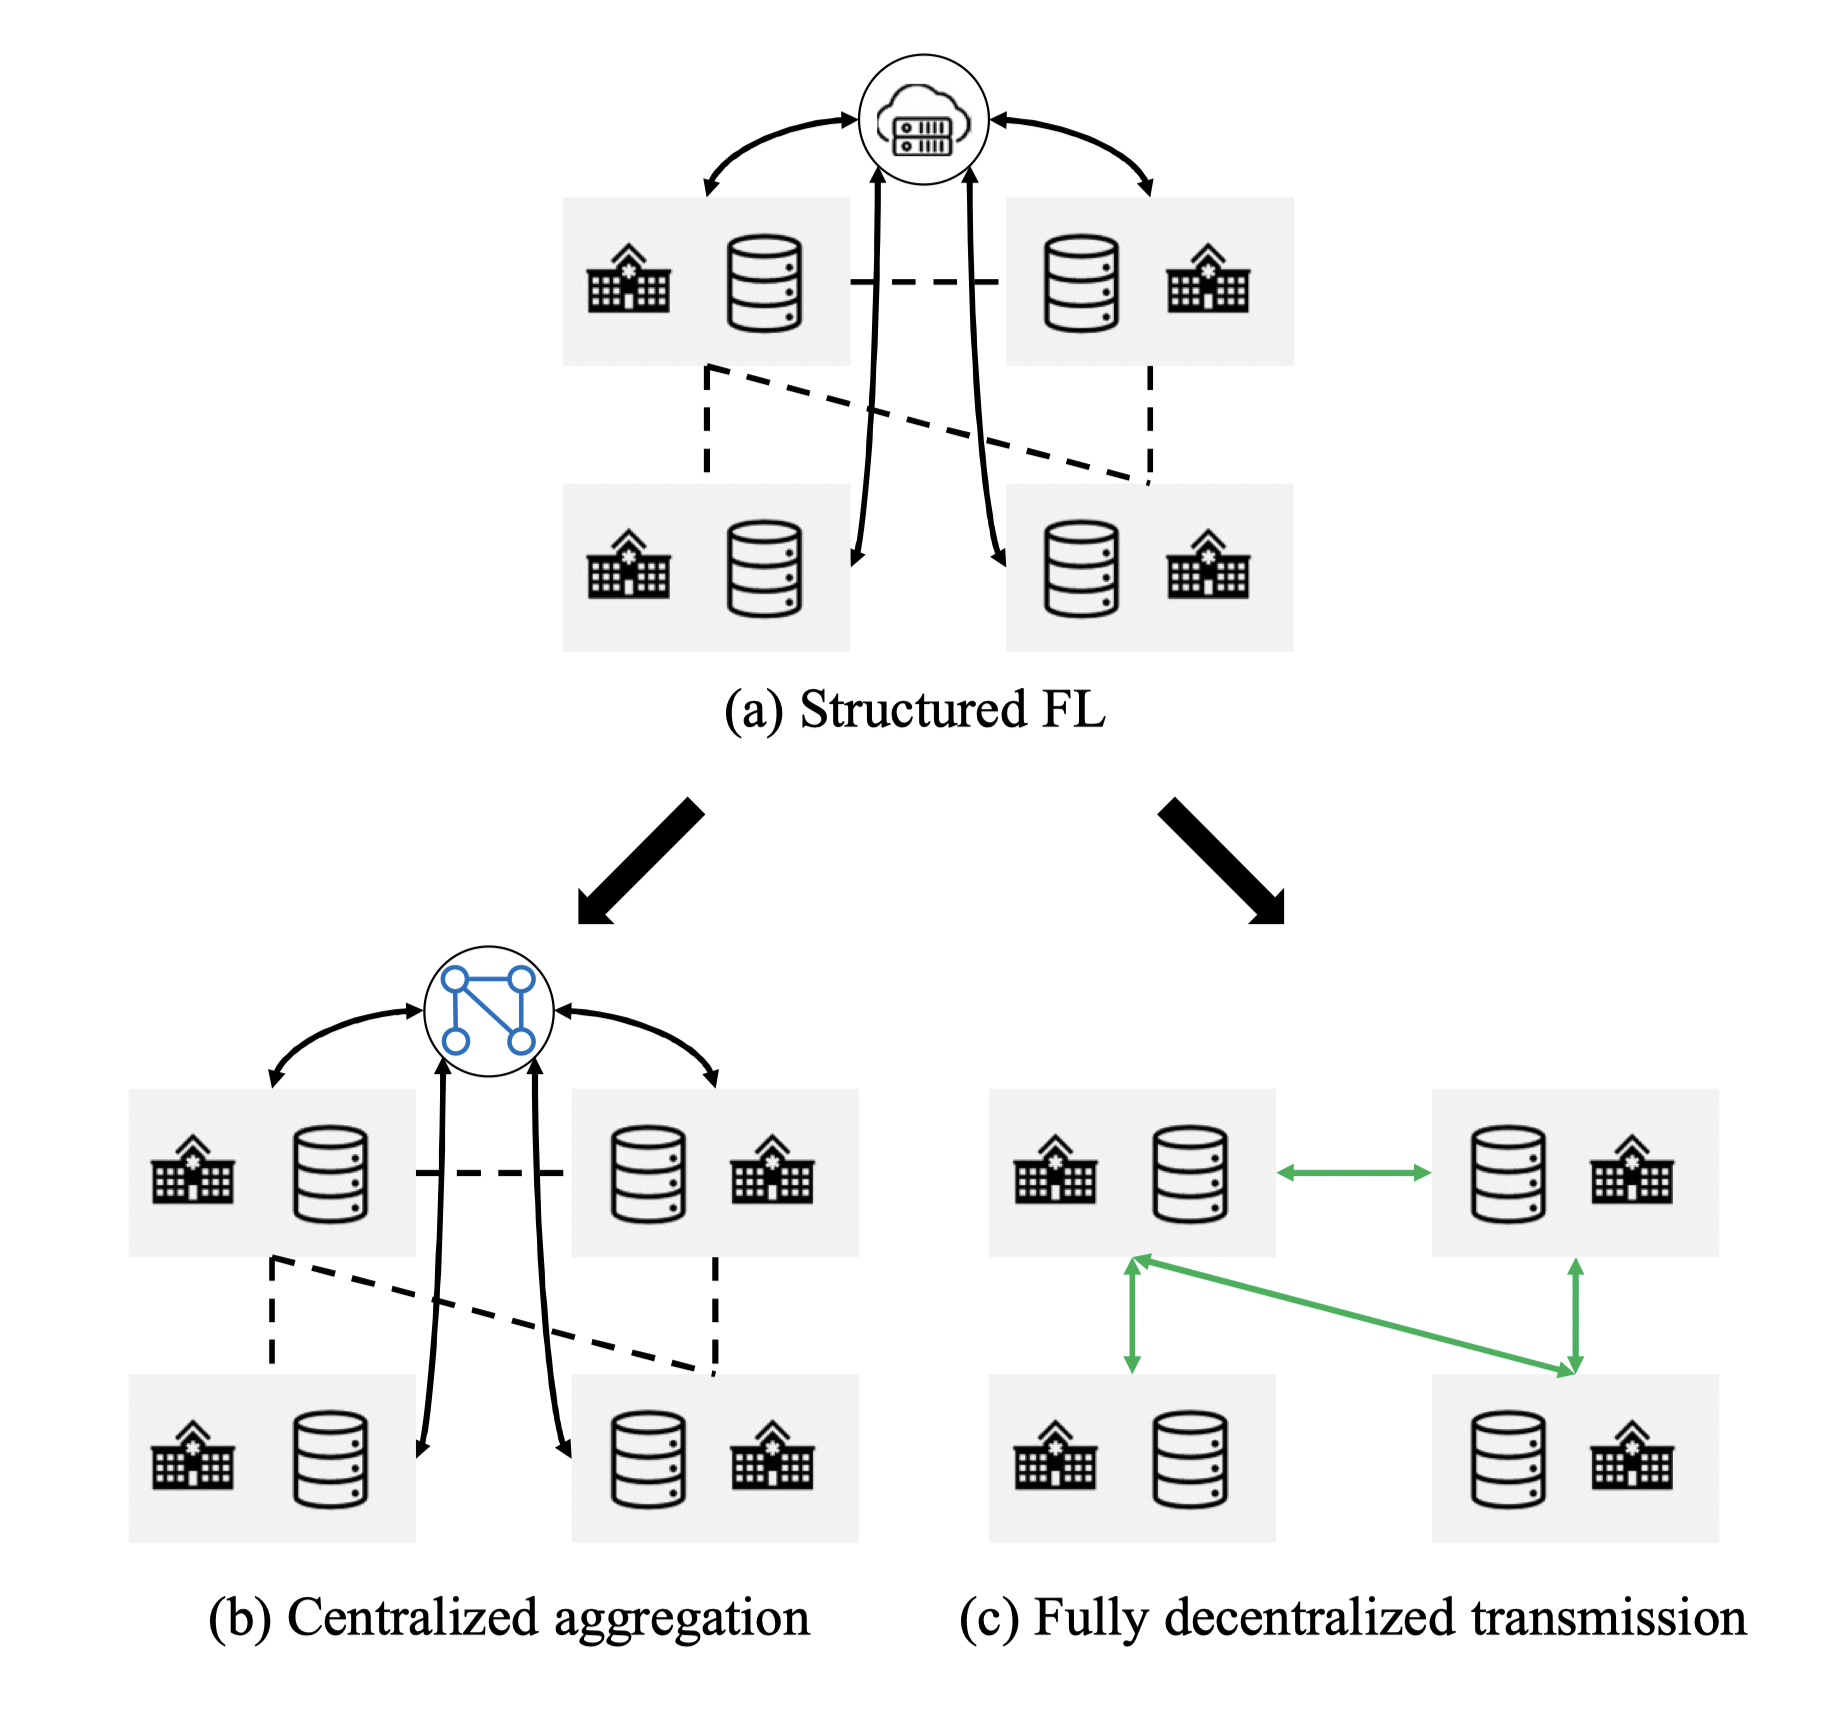 (a) Structured FL
(b) Centralized aggregation
(c) Fully decentralized transmission